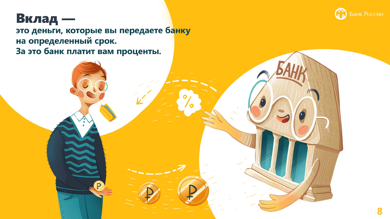 Вклад —
это деньги, которые вы передаете банку
на определенный срок.
За это банк платит вам проценты.
Банк России
БАНК
%
₽
₽
₽
8